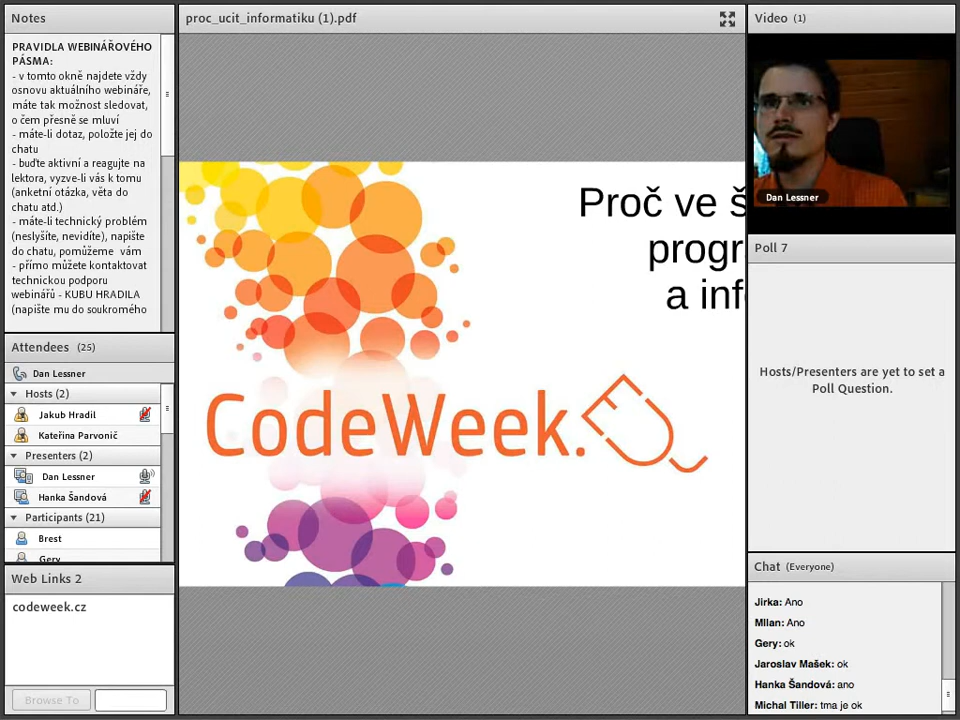 Notes
PRAVIDLA WEBINÁŘOVÉHO
PÁSMA:
- v tomto okně najdete vždy
osnovu aktuálního webináře,
máte tak možnost sledovat,
o čem přesně se mluví
- máte-li dotaz, položte jej do
chatu
- buďte aktivní a reagujte na
lektora, vyzve-li vás k tomu
(anketní otázka, věta do
chatu atd.)
- máte-li technický problém
(neslyšíte, nevidíte), napište
do chatu, pomůžeme vám
- přímo můžete kontaktovat
technickou podporu
webinářů - KUBU HRADILA
(napište mu do soukromého
Attendees (25)
Dan Lessner
Hosts (2)
Jakub Hradil
Kateřina Parvonič
Presenters (2)
Dan Lessner
Hanka Šandová
Participants (21)
Brest
Gery
Web Links 2
codeweek.cz
Browse To
proc_ucit_informatiku (1).pdf
Proč ve š
progr
a inf
CodeWeek.
Video (1)
Dan Lessner
Poll 7
Hosts/Presenters are yet to set a
Poll Question.
Chat (Everyone)
Jirka: Ano
Milan: Ano
Gery: ok
Jaroslav Mašek: ok
Hanka Šandová: ano
Michal Tiller: tma je ok